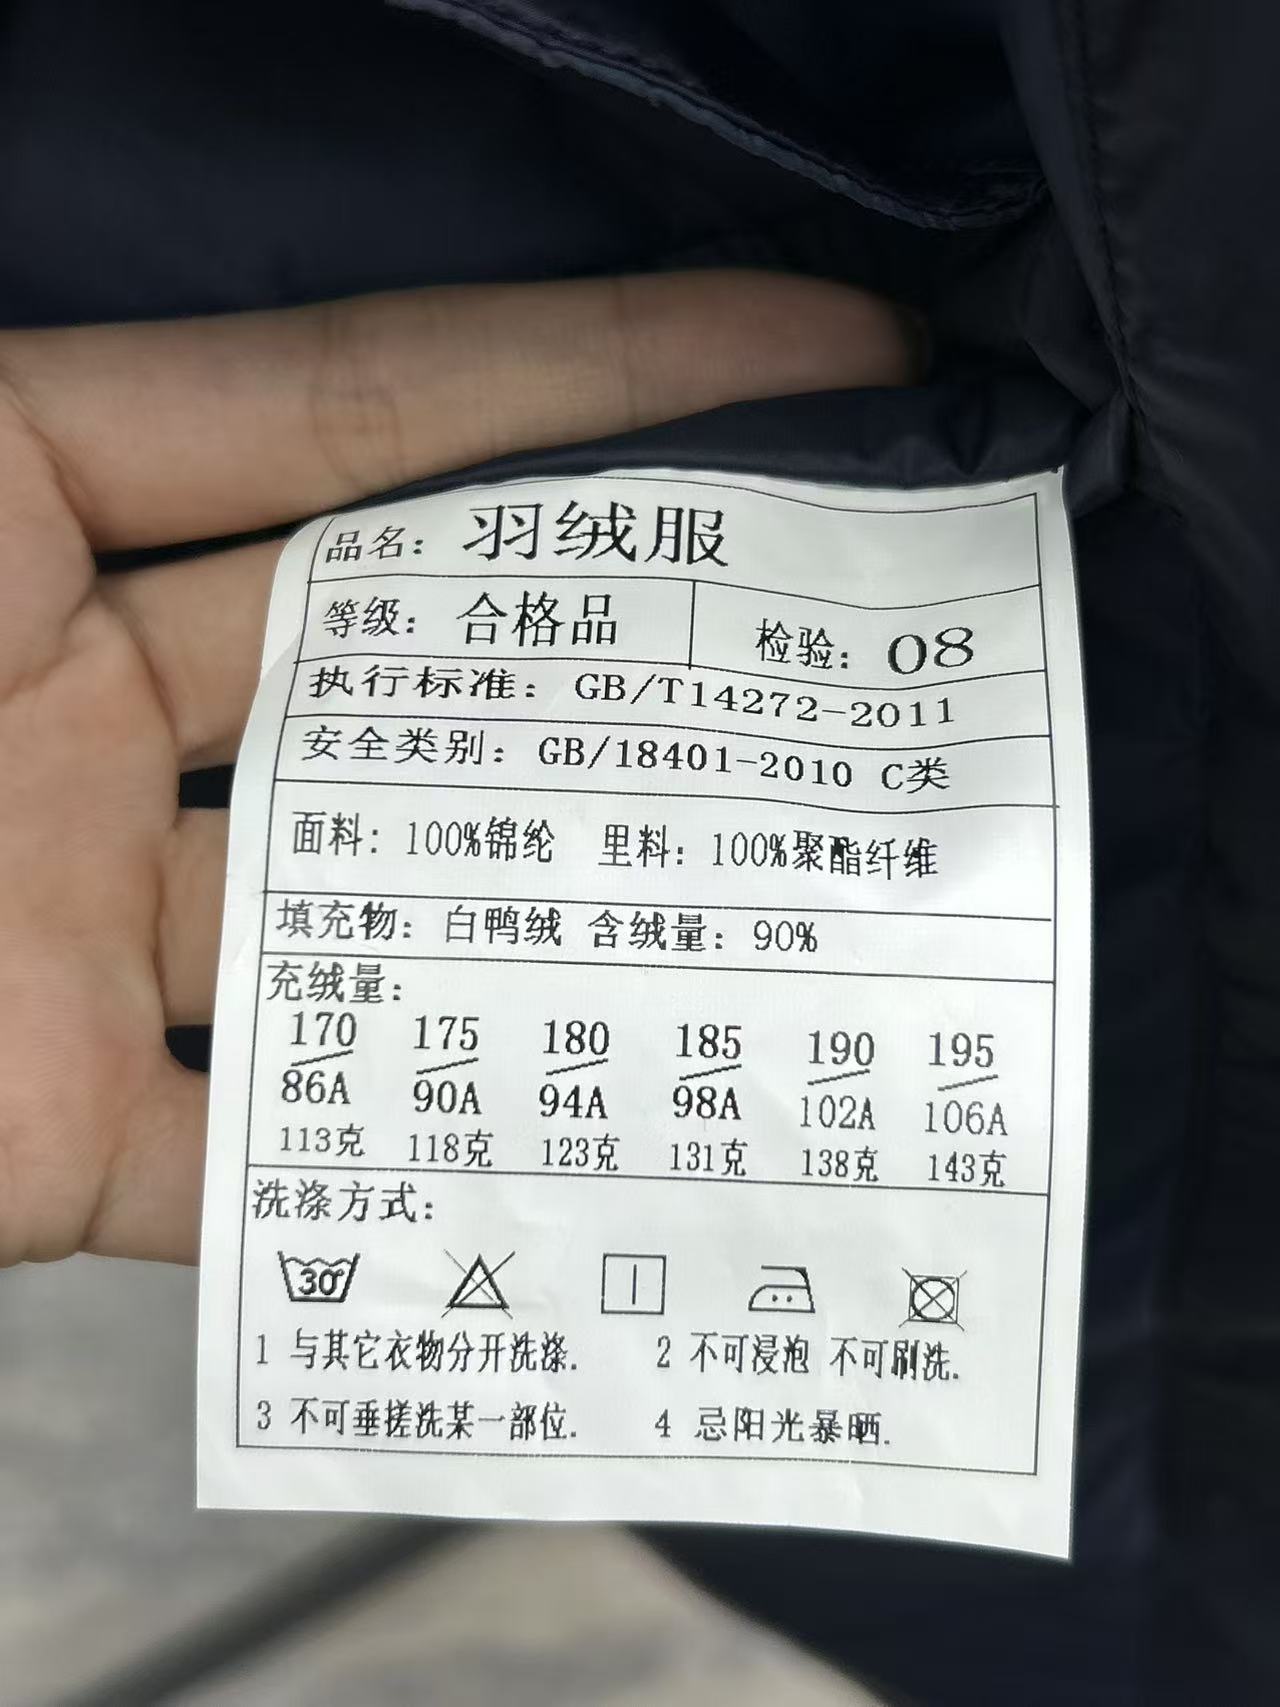 品名：羽绒服
等级：合格品 检验：08
执行标准：GB/T14272-2011
安全类别：GB/18401-2010 C类
面料：100%锦纶 里料：100%聚酯纤维
填充物：白鸭绒 含绒量：90%
充绒量：
170 175 180 185 190 195
86A 90A 94A 98A 102A 106A
113克 118克 123克 131克 138克 143克
洗涤方式：
30°
1 与其它衣物分开洗涤. 2 不可浸泡 不可刷洗.
3 不可垂搓洗某一部位. 4 忌阳光暴晒.